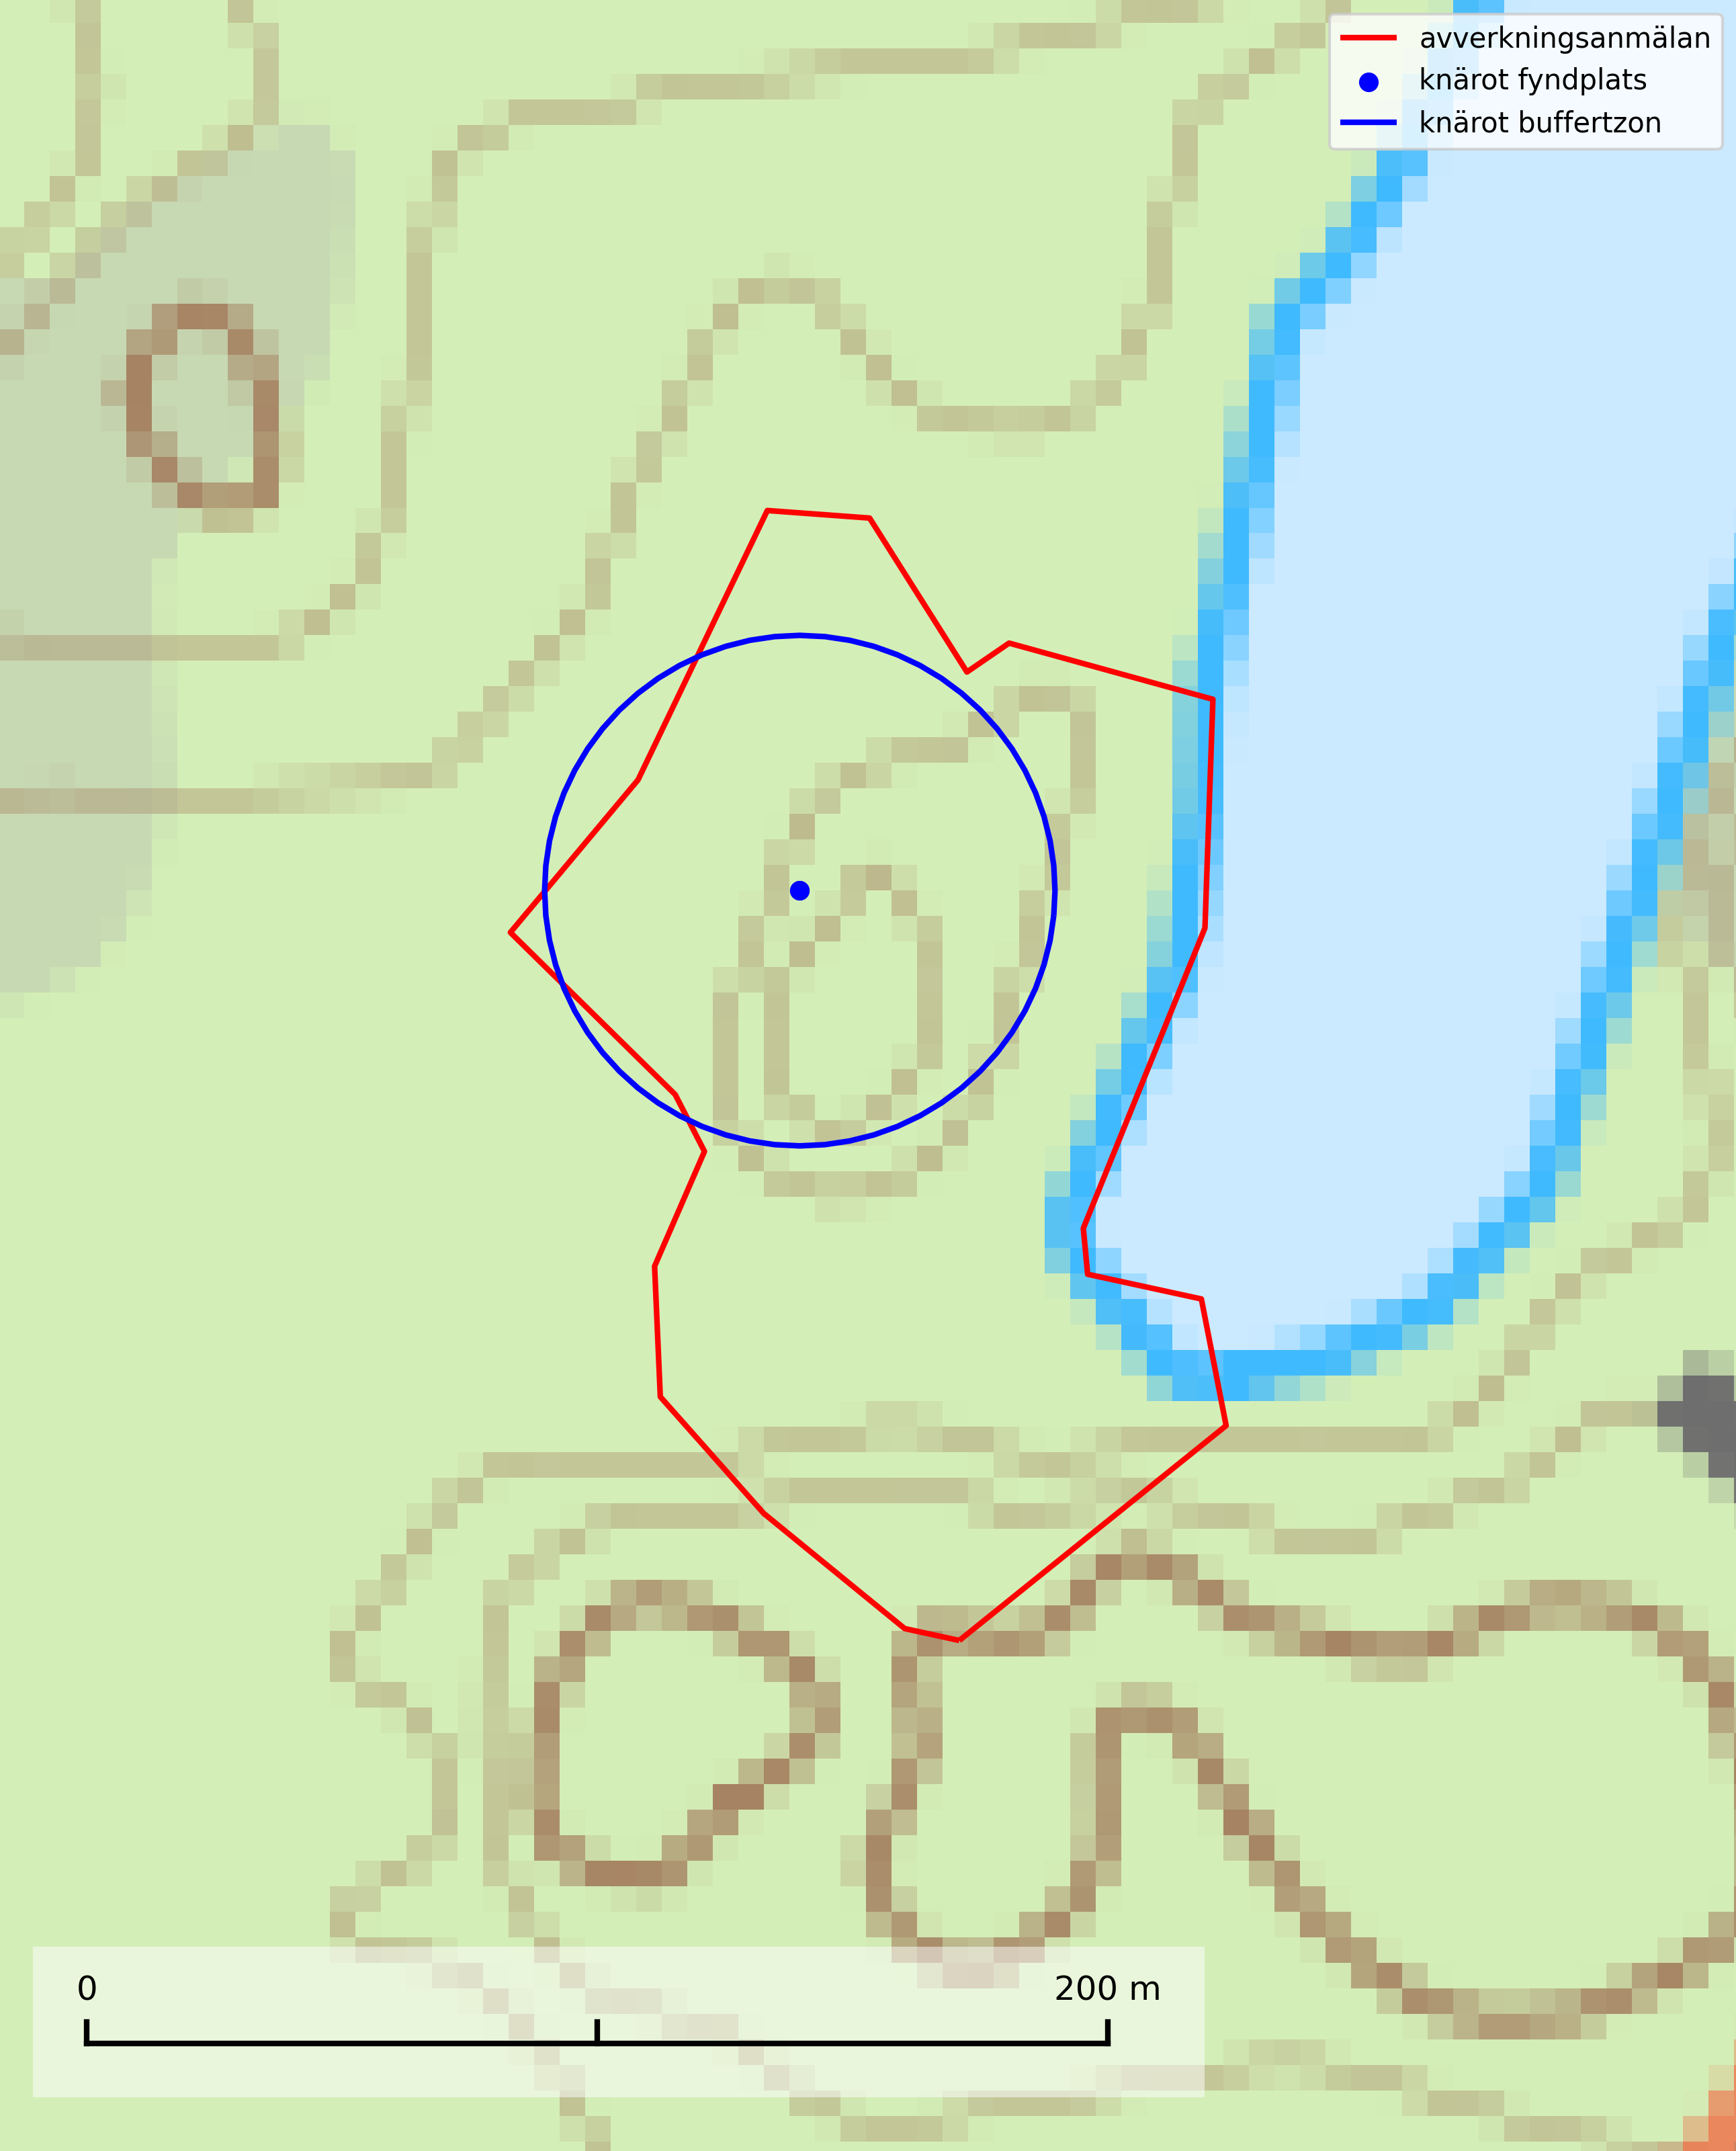 avverkningsanmälan
knärot fyndplats
knärot buffertzon
0 200 m